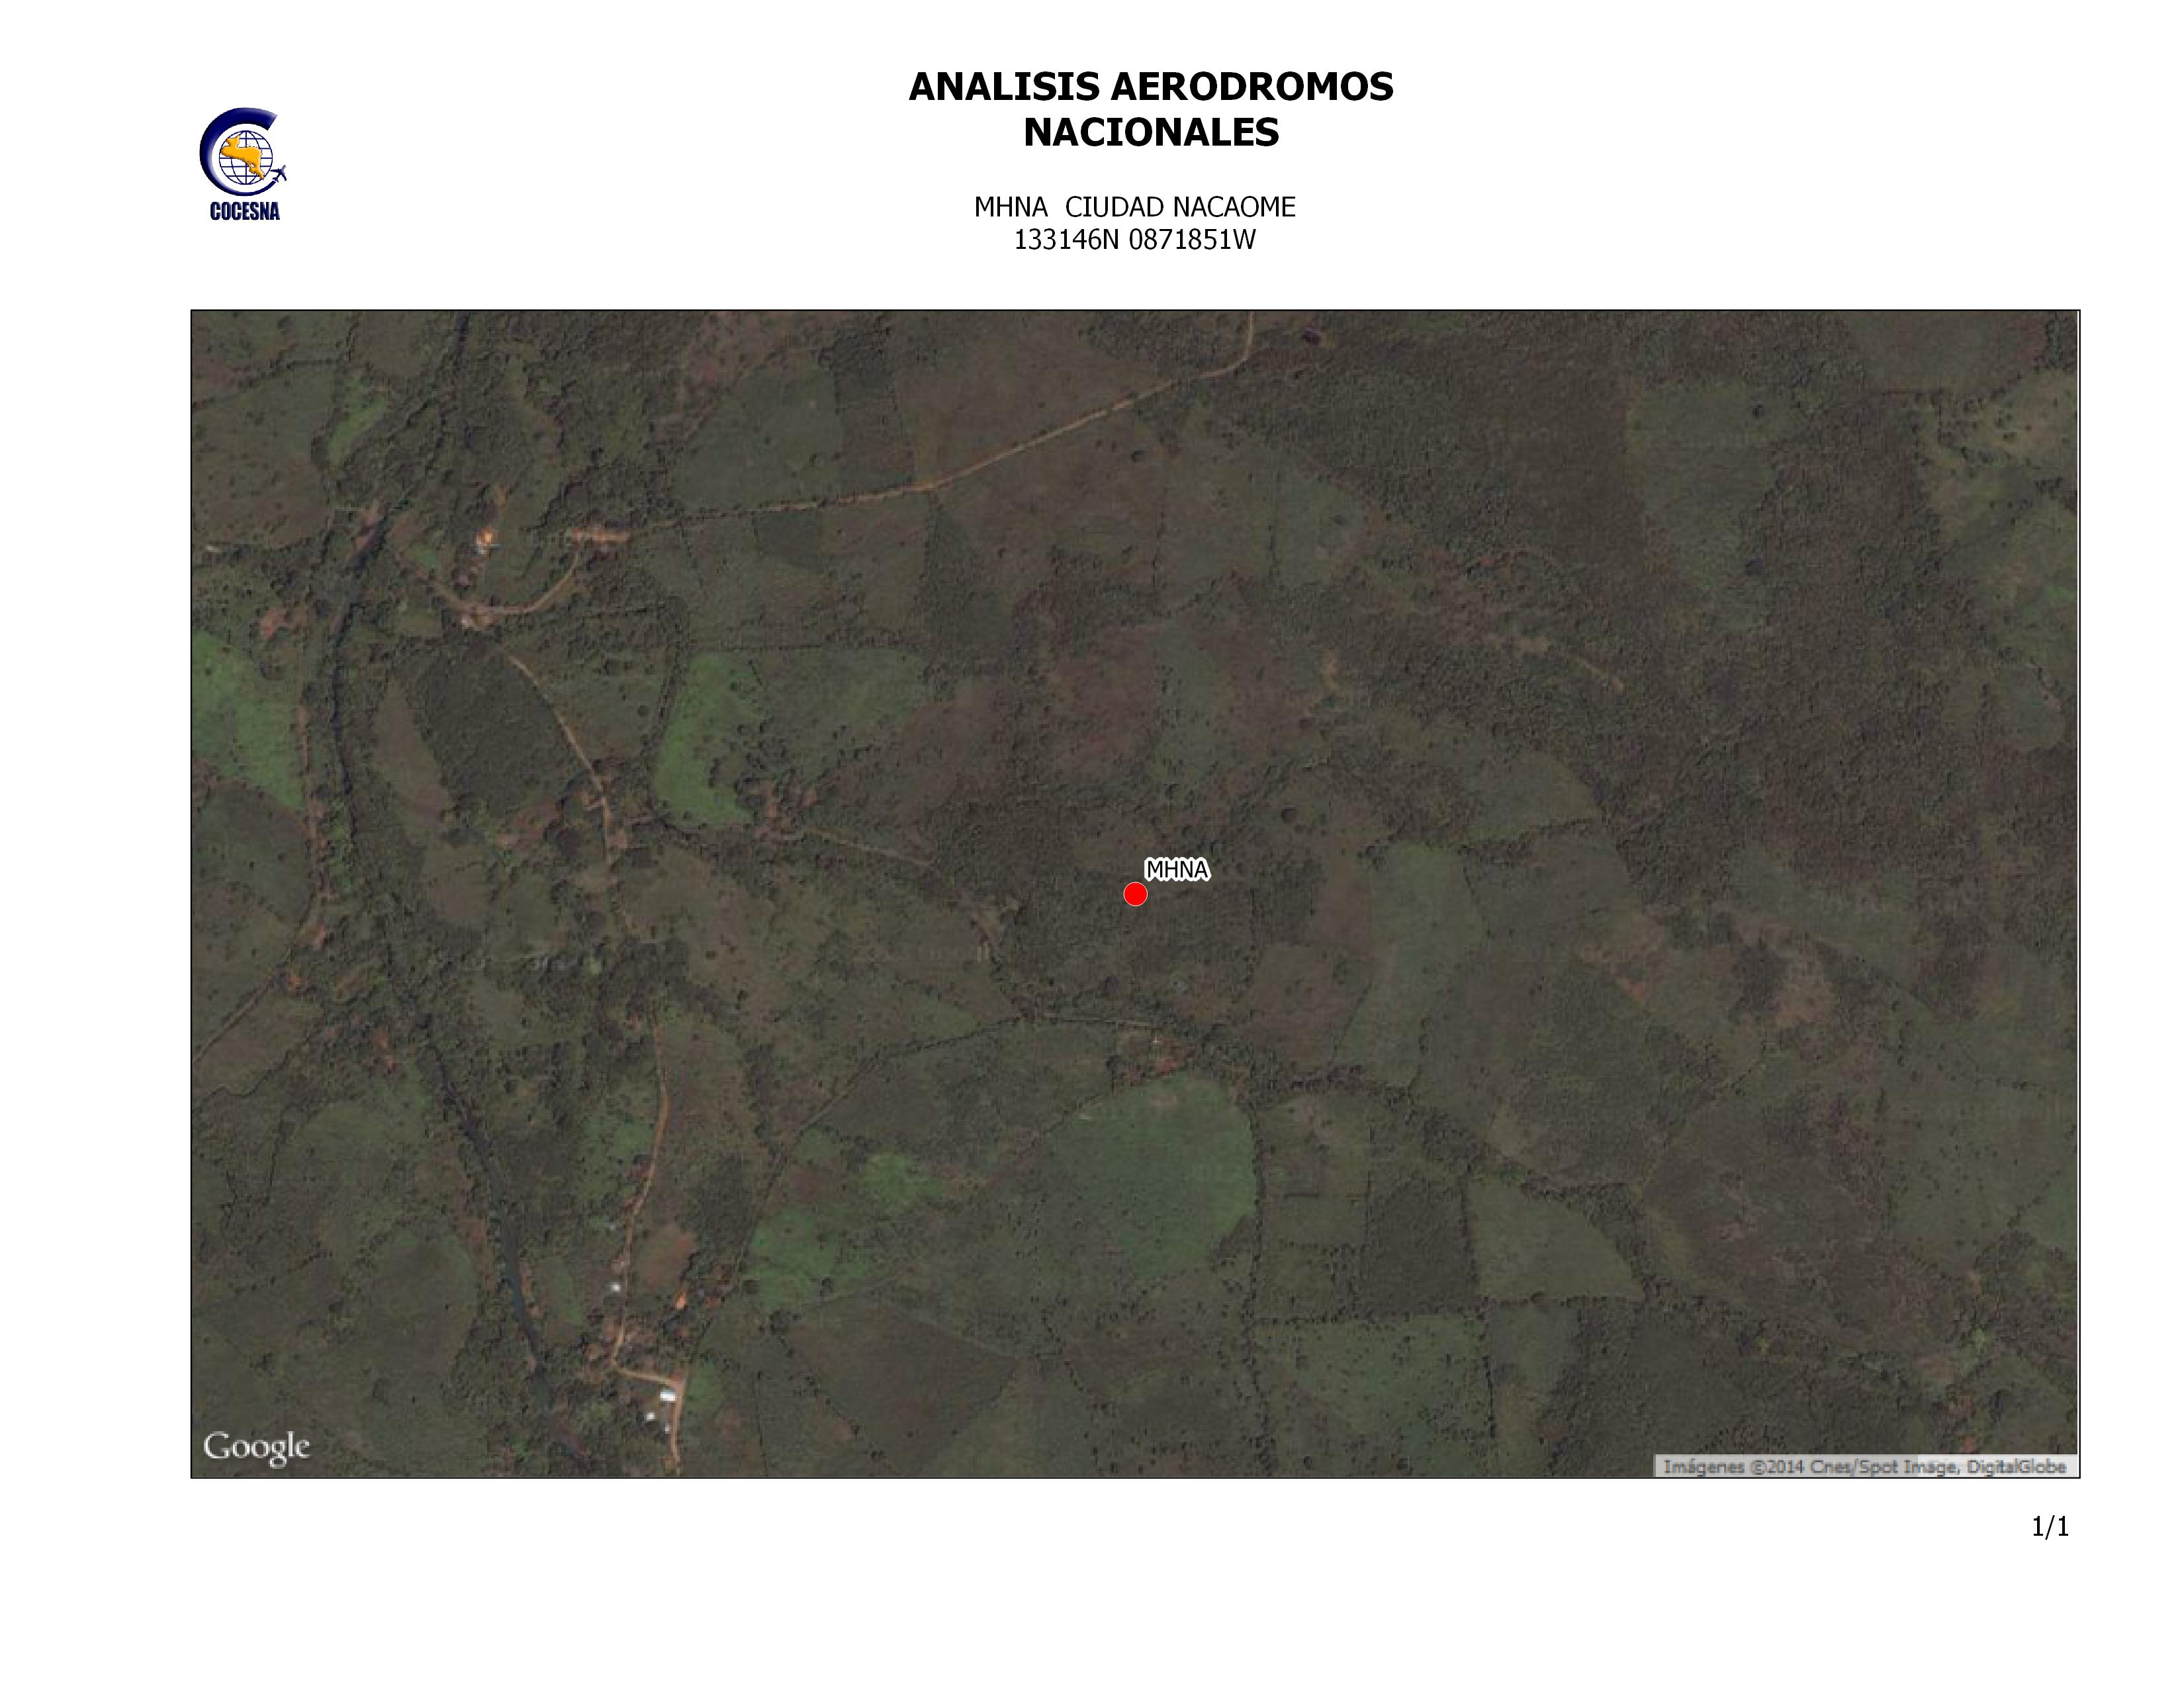 ANALISIS AERODROMOS
NACIONALES
COCESNA
MHNA CIUDAD NACAOME
133146N 0871851W
MHNA
Google
Imágenes ©2014 Cnes/Spot Image, DigitalGlobe
1/1